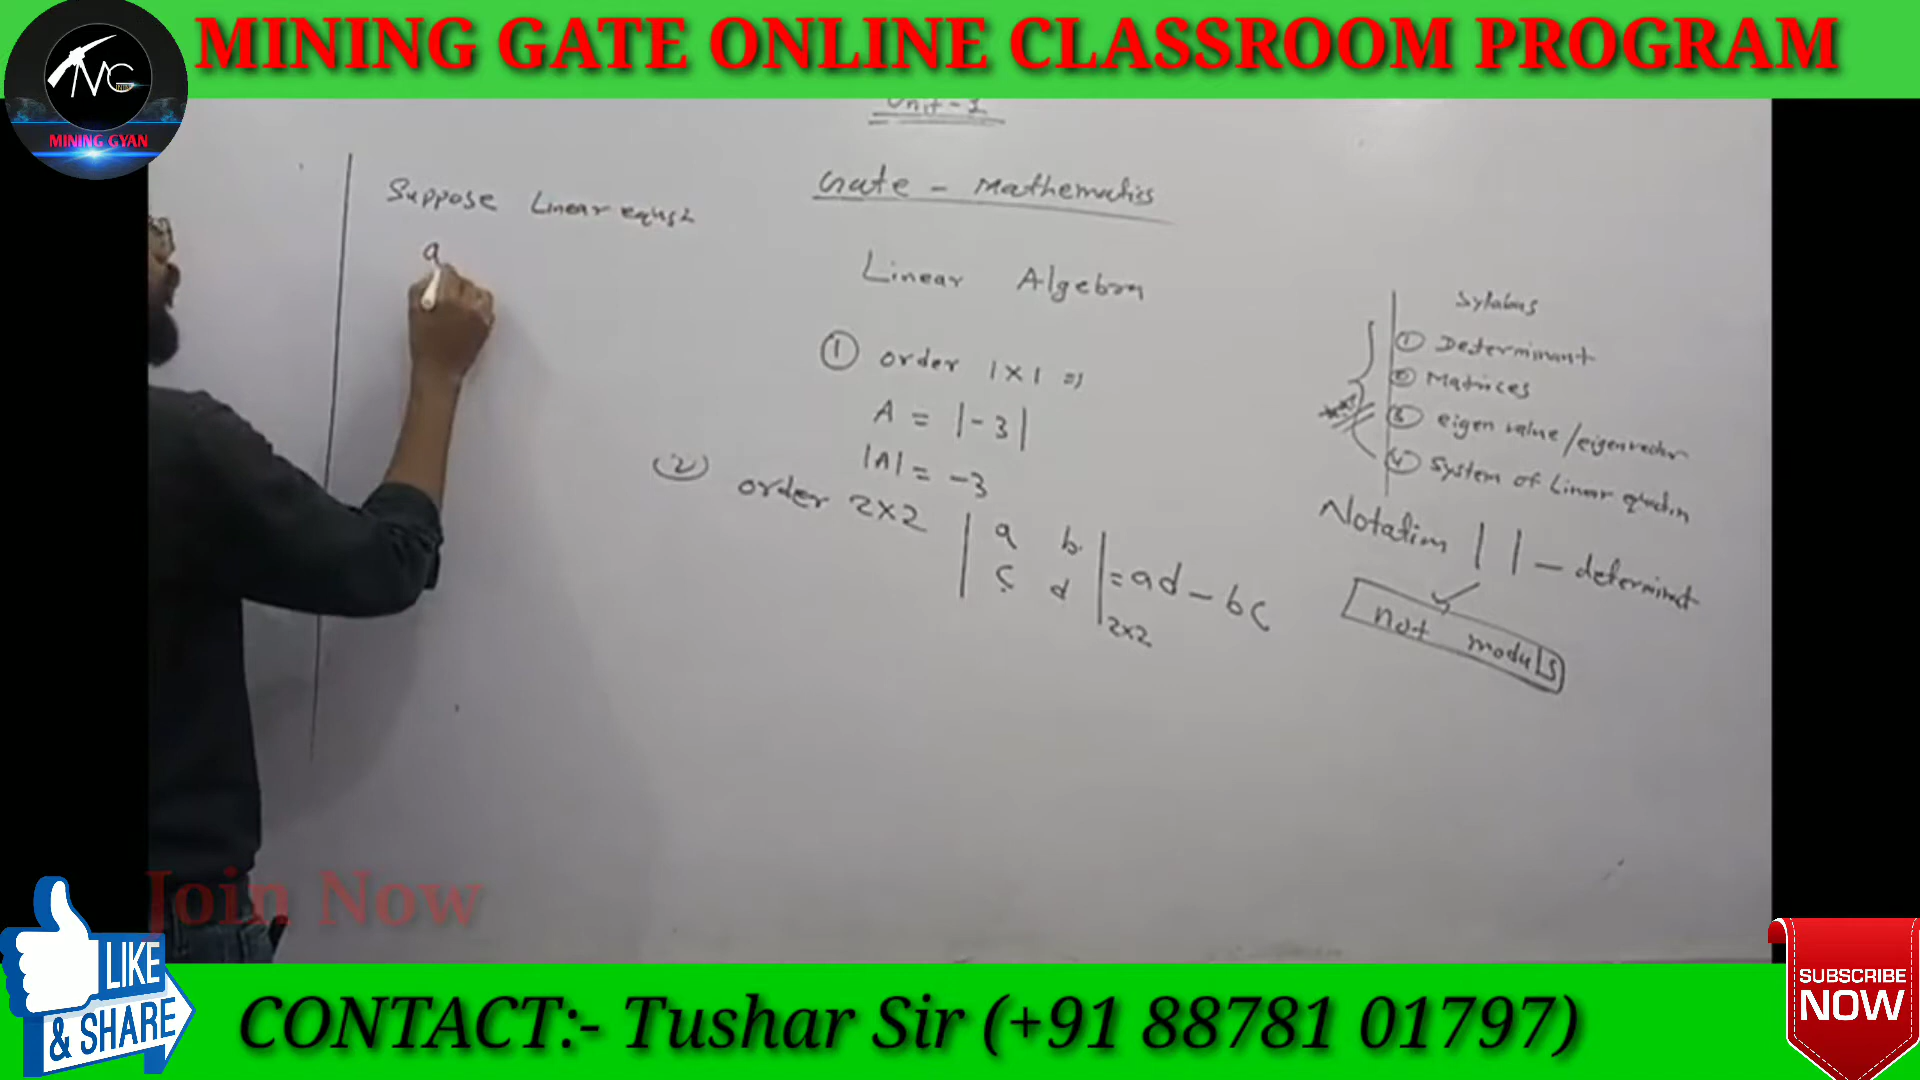 MINING GATE ONLINE CLASSROOM PROGRAM
MG
MINING GYAN
Unit - 1
Gate - Mathematics
Suppose Linear eqns
a
Linear Algebra
① order 1×1 ⇒
A = |-3|
|A| = -3
② order 2×2
| a b |
| c d | = ad - bc
2×2
Sylabus
① Determinant
② Matrices
③ eigen value/eigenvector
④ System of Linear
Notation | | - determinat
not moduls
Join Now
LIKE
& SHARE
CONTACT:- Tushar Sir (+91 88781 01797)
SUBSCRIBE
NOW